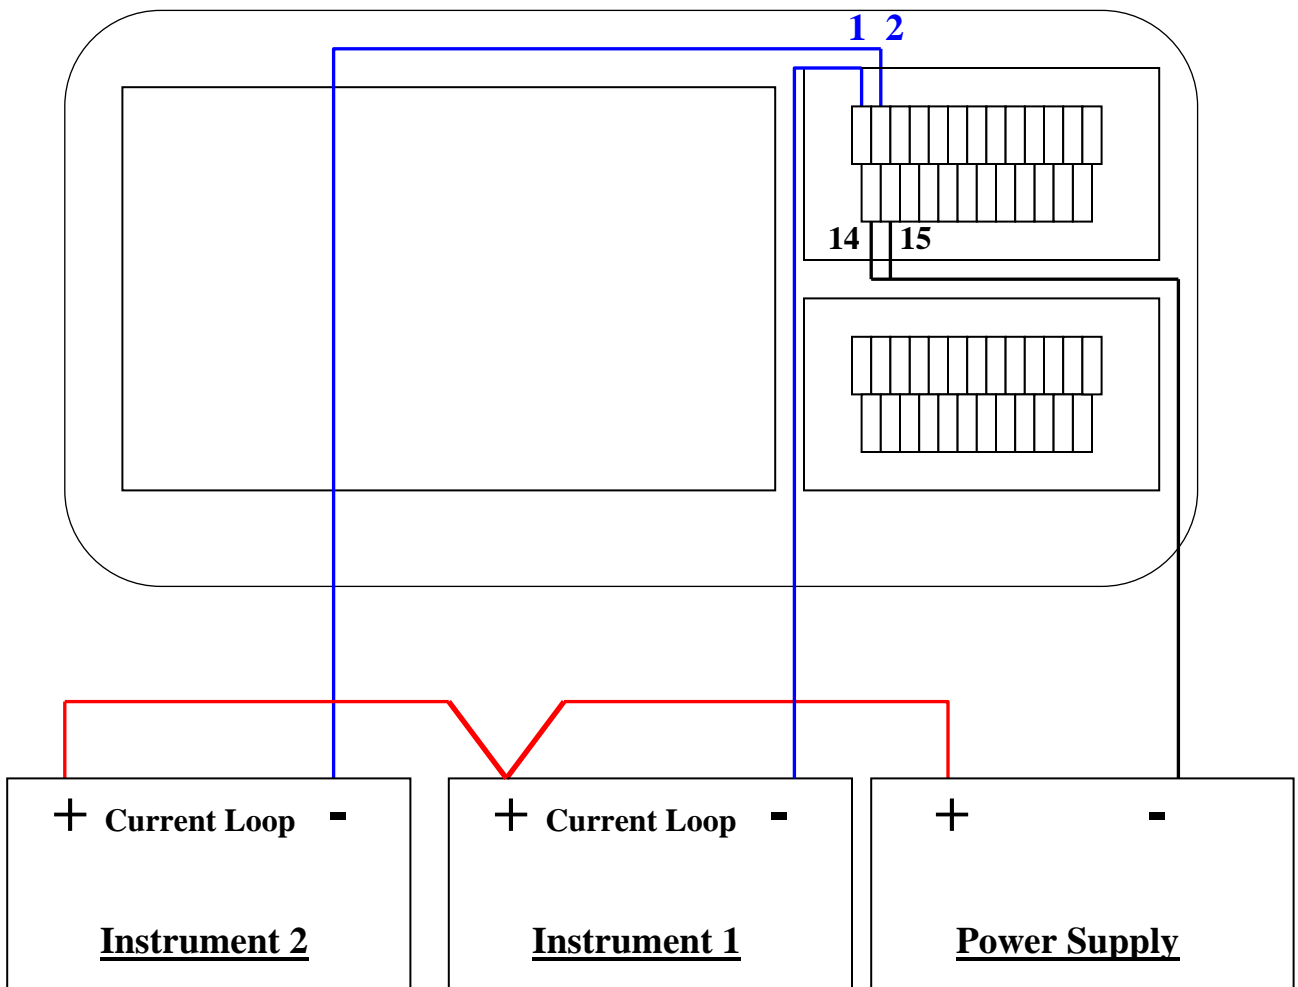 1 2
14 15
+ Current Loop -
+ Current Loop -
+ -
Instrument 2
Instrument 1
Power Supply